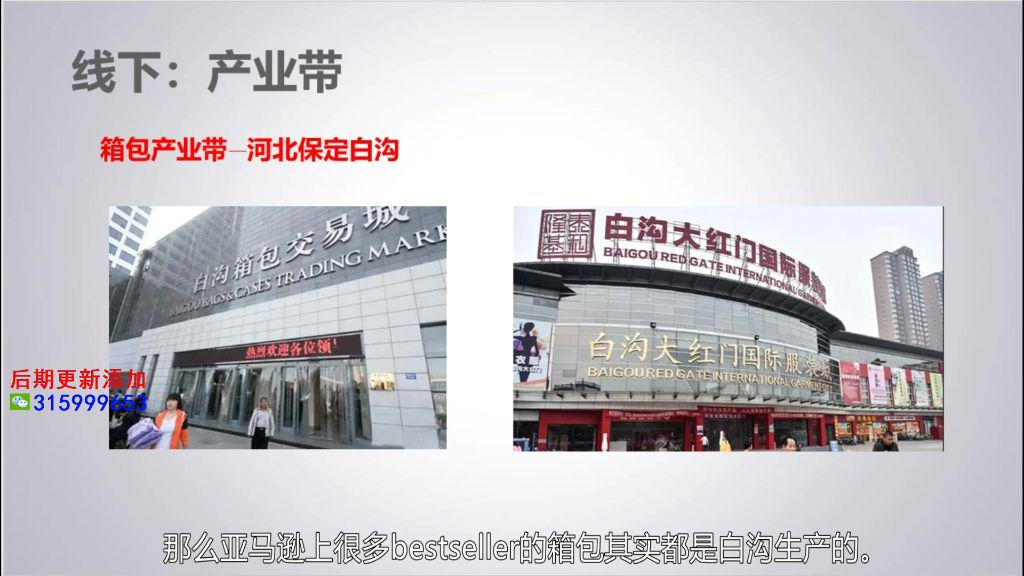 线下：产业带
箱包产业带—河北保定白沟
白沟箱包交易城
BAIGOU BAGS&CASES TRADING MARK
热烈欢迎各位领
隆泰
基和
白沟大红门国际服装城
BAIGOU RED GATE INTERNATIONAL GARMENT
白沟大红门国际服装城
BAIGOU RED GATE INTERNATIONAL GARMENT
后期更新添加
315999653
那么亚马逊上很多bestseller的箱包其实都是白沟生产的。